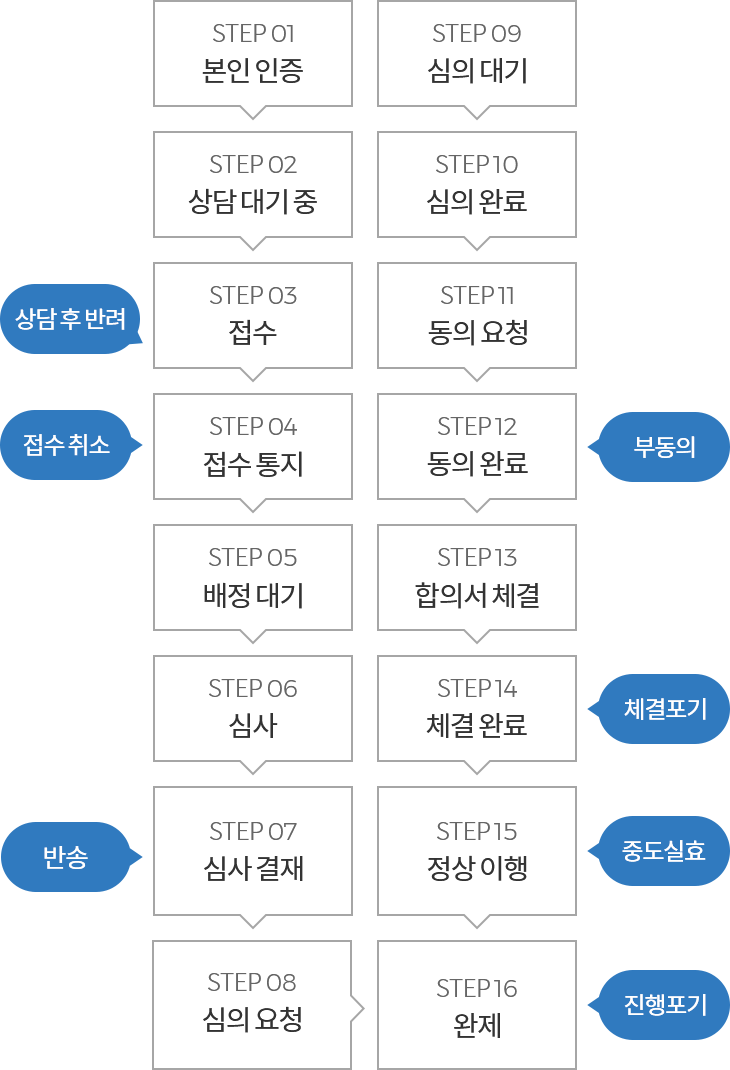 STEP 01
본인 인증
STEP 02
상담 대기 중
STEP 03
접수
상담 후 반려
STEP 04
접수 통지
접수 취소
STEP 05
배정 대기
STEP 06
심사
STEP 07
심사 결재
반송
STEP 08
심의 요청
STEP 09
심의 대기
STEP 10
심의 완료
STEP 11
동의 요청
STEP 12
동의 완료
부동의
STEP 13
합의서 체결
STEP 14
체결 완료
체결포기
STEP 15
정상 이행
중도실효
STEP 16
완제
진행포기